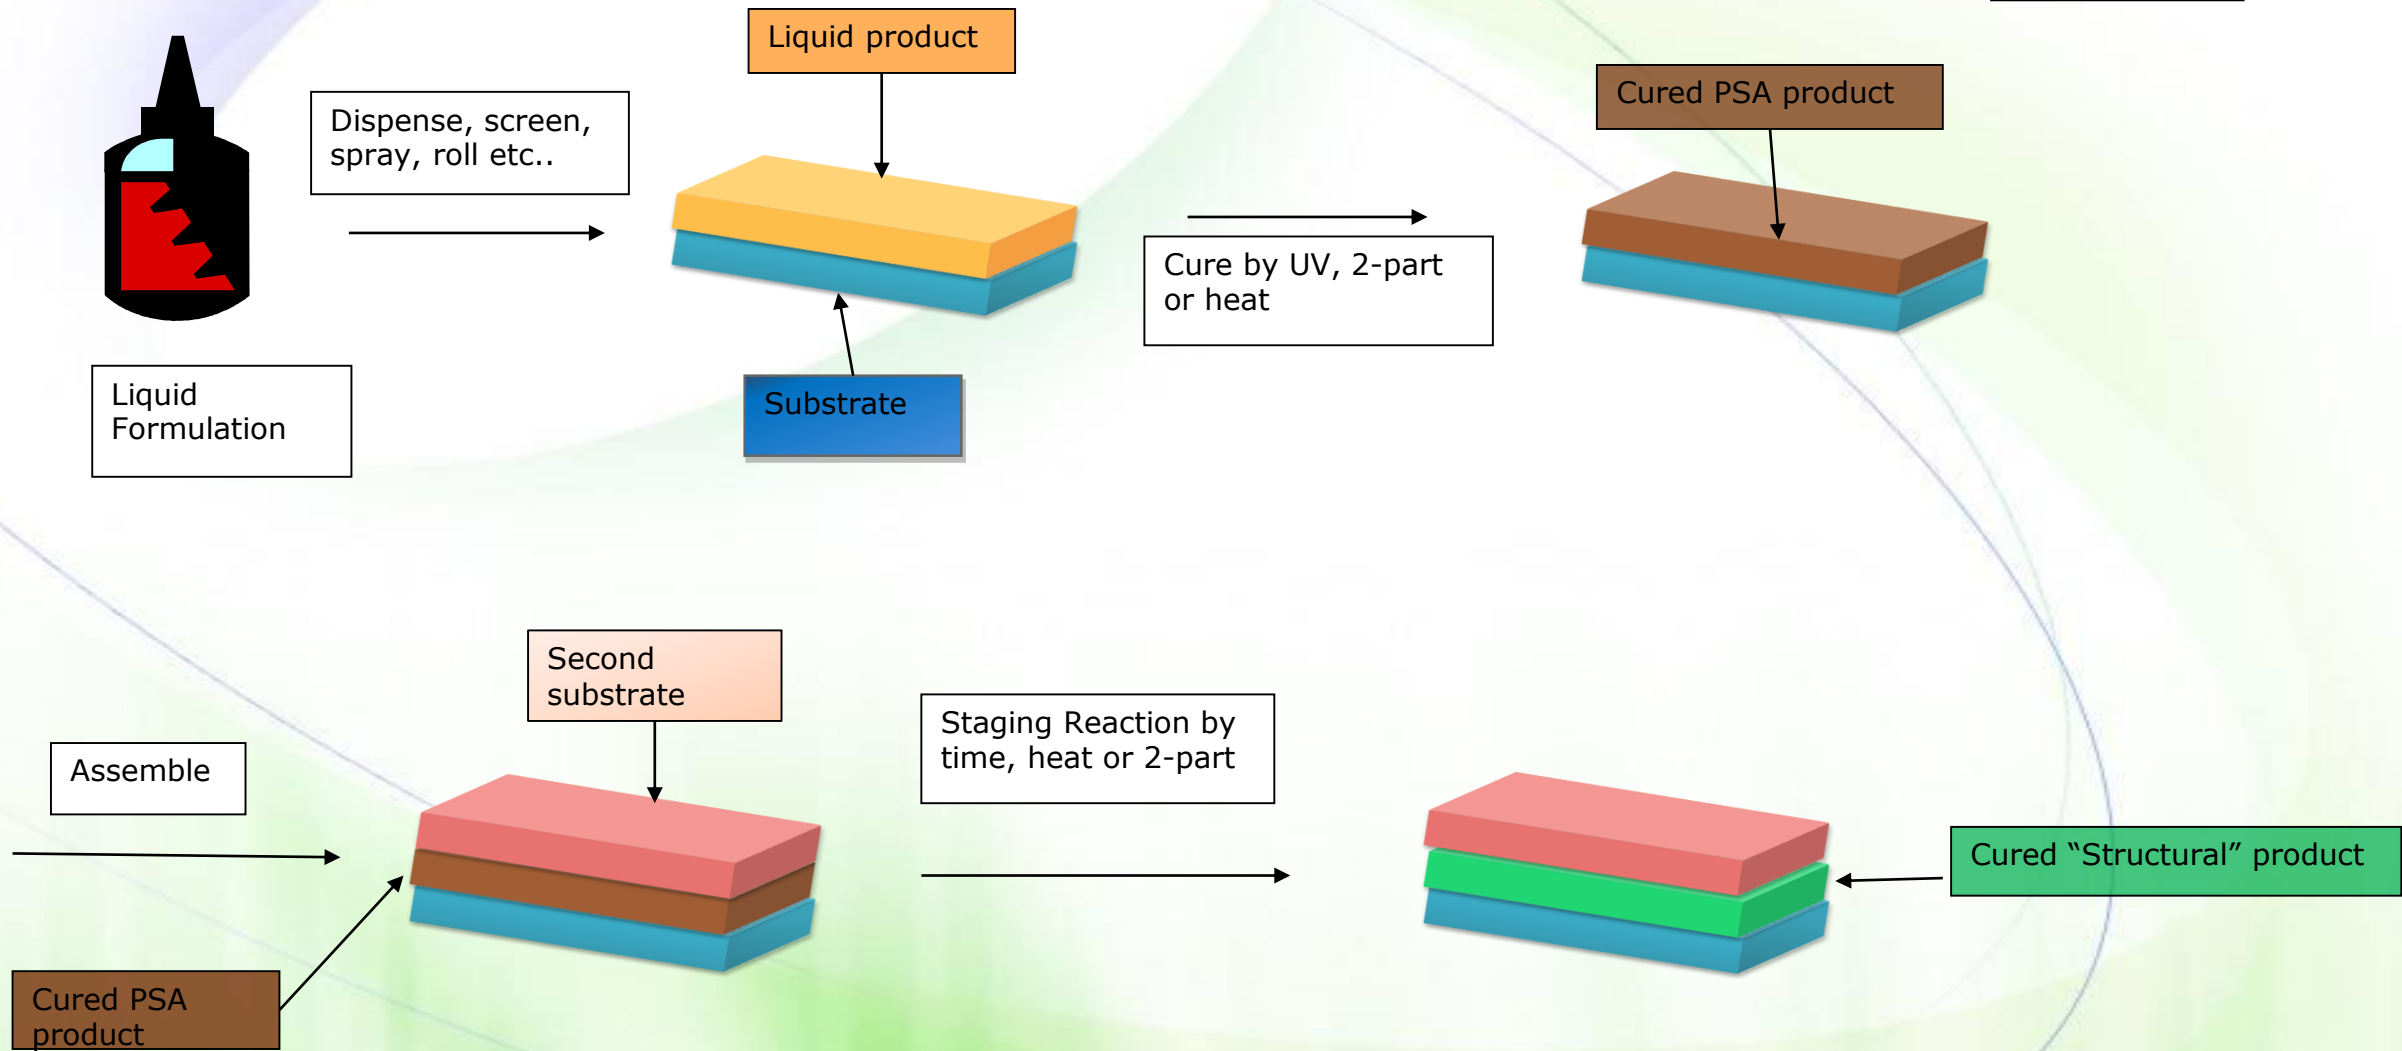 Liquid product
Cured PSA product
Dispense, screen,
spray, roll etc..
Cure by UV, 2-part
or heat
Liquid
Formulation
Substrate
Second
substrate
Staging Reaction by
time, heat or 2-part
Assemble
Cured “Structural” product
Cured PSA
product